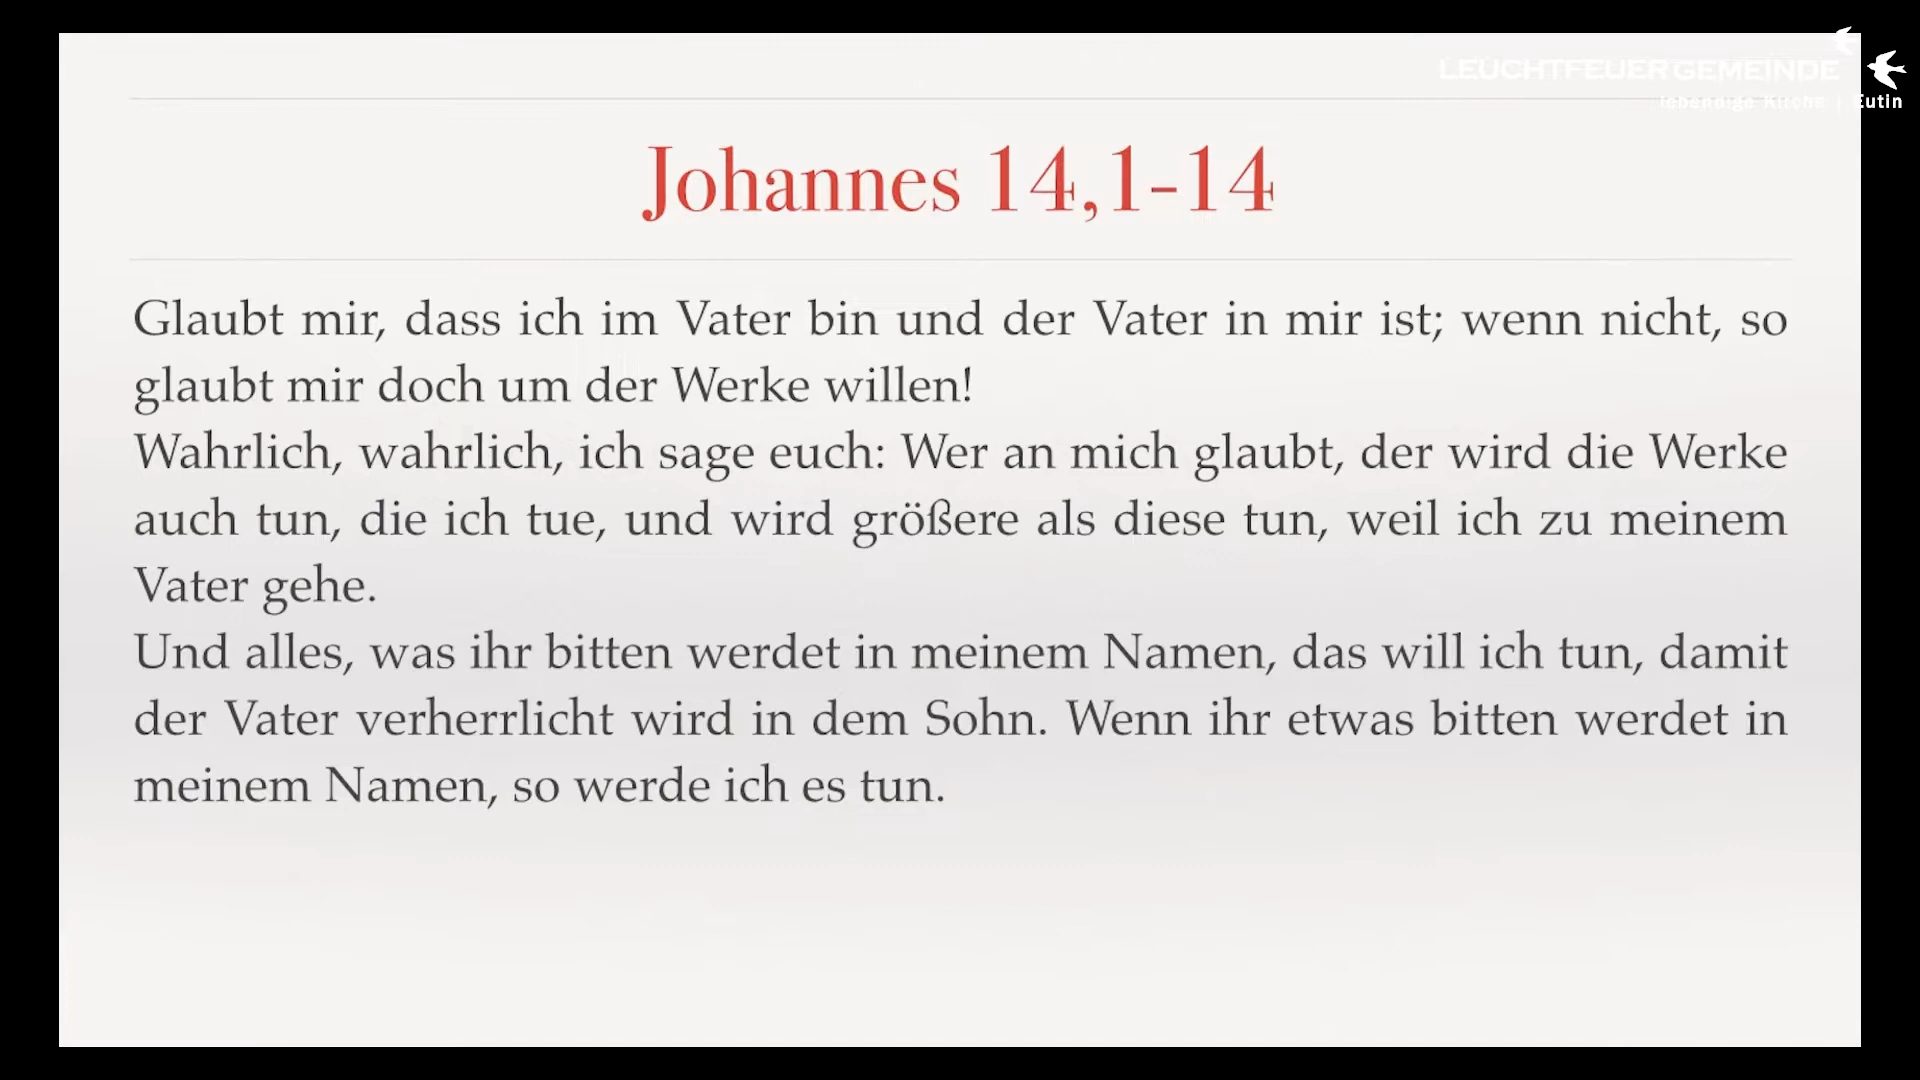 LEUCHTFEUER GEMEINDE
lebendige Kirche | Eutin
Johannes 14,1-14
Glaubt mir, dass ich im Vater bin und der Vater in mir ist; wenn nicht, so
glaubt mir doch um der Werke willen!
Wahrlich, wahrlich, ich sage euch: Wer an mich glaubt, der wird die Werke
auch tun, die ich tue, und wird größere als diese tun, weil ich zu meinem
Vater gehe.
Und alles, was ihr bitten werdet in meinem Namen, das will ich tun, damit
der Vater verherrlicht wird in dem Sohn. Wenn ihr etwas bitten werdet in
meinem Namen, so werde ich es tun.